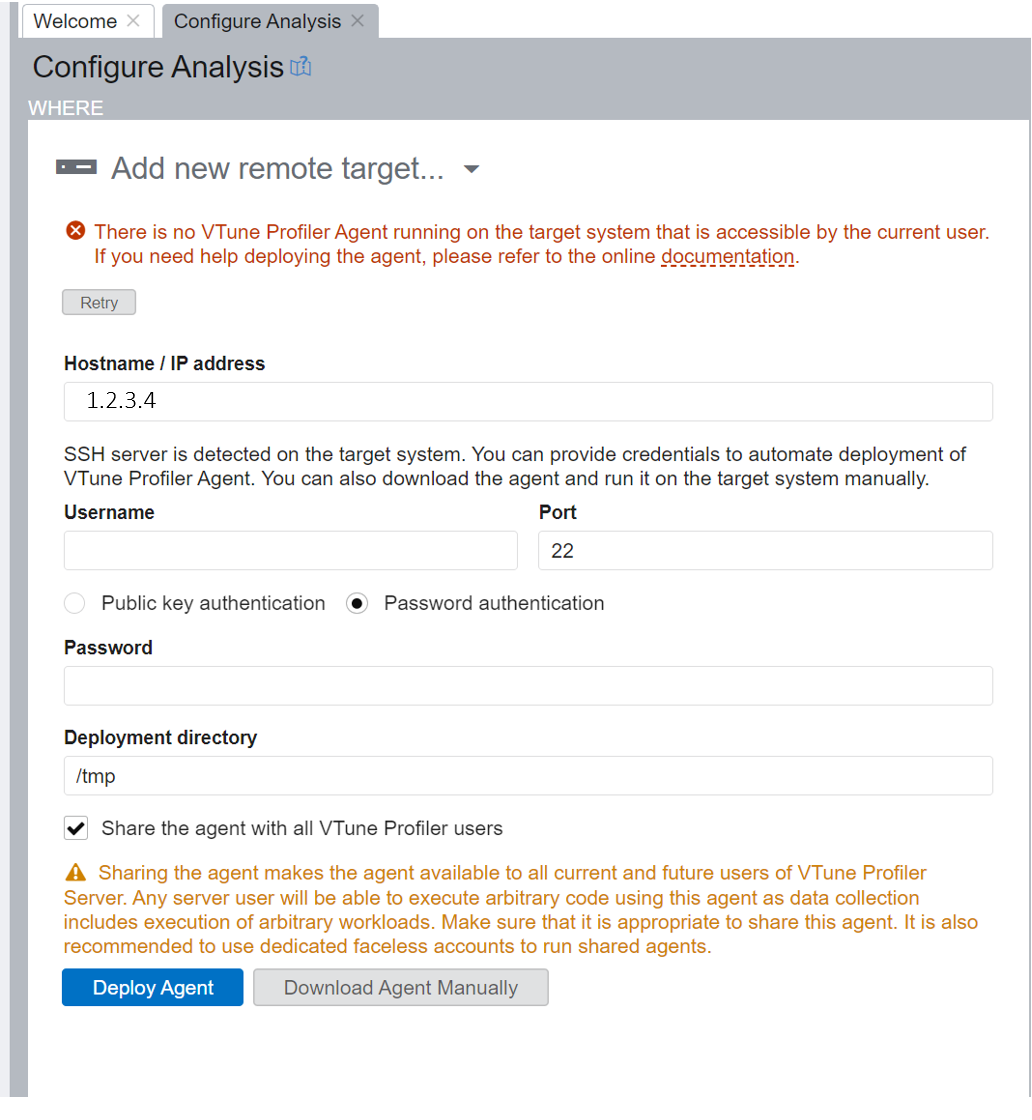 Welcome
Configure Analysis
Configure Analysis
WHERE
Add new remote target...
There is no VTune Profiler Agent running on the target system that is accessible by the current user.
If you need help deploying the agent, please refer to the online documentation.
Retry
Hostname / IP address
1.2.3.4
SSH server is detected on the target system. You can provide credentials to automate deployment of
VTune Profiler Agent. You can also download the agent and run it on the target system manually.
Username Port
22
Public key authentication Password authentication
Password
Deployment directory
/tmp
Share the agent with all VTune Profiler users
Sharing the agent makes the agent available to all current and future users of VTune Profiler
Server. Any server user will be able to execute arbitrary code using this agent as data collection
includes execution of arbitrary workloads. Make sure that it is appropriate to share this agent. It is also
recommended to use dedicated faceless accounts to run shared agents.
Deploy Agent Download Agent Manually